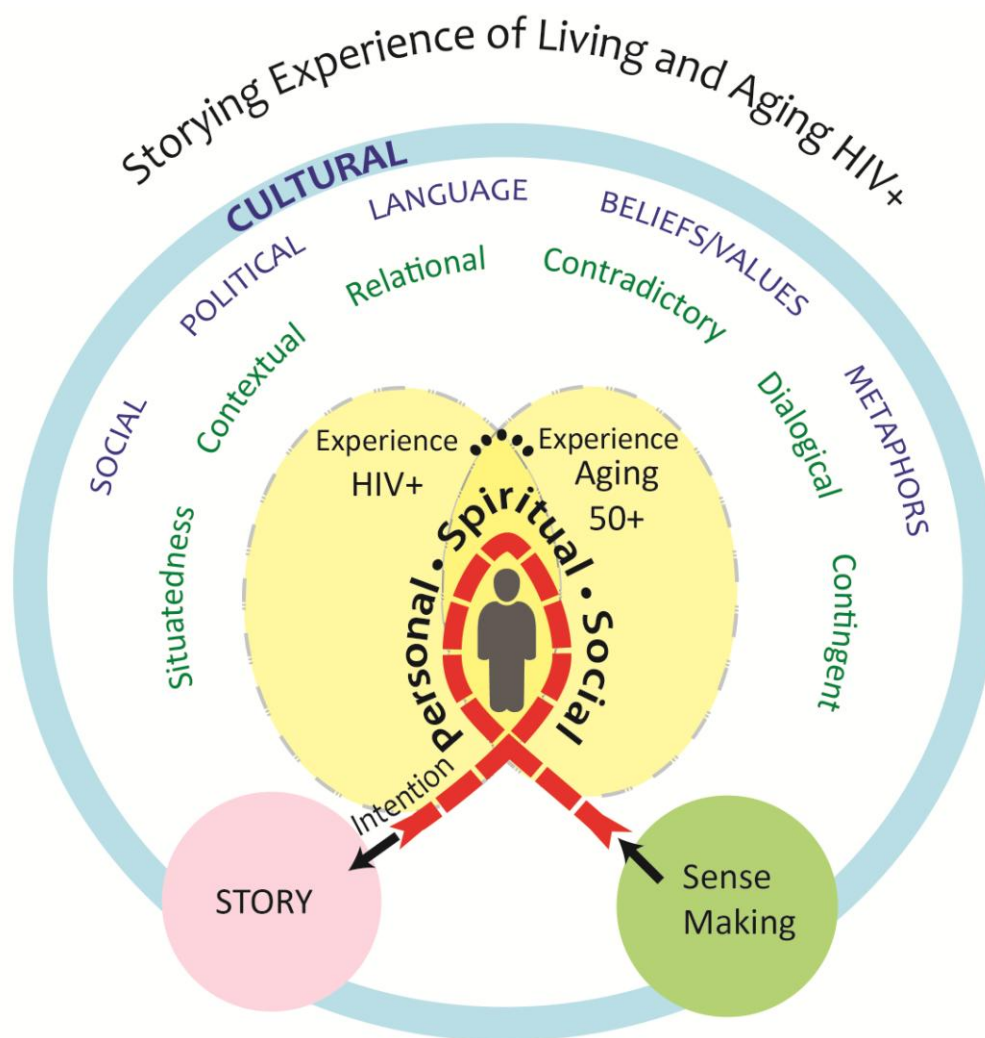 Storying Experience of Living and Aging HIV+
CULTURAL
SOCIAL
POLITICAL
LANGUAGE
BELIEFS/VALUES
METAPHORS
Situatedness
Contextual
Relational
Contradictory
Dialogical
Contingent
Experience
HIV+
Experience
Aging
50+
Personal • Spiritual • Social
Intention
STORY
Sense
Making